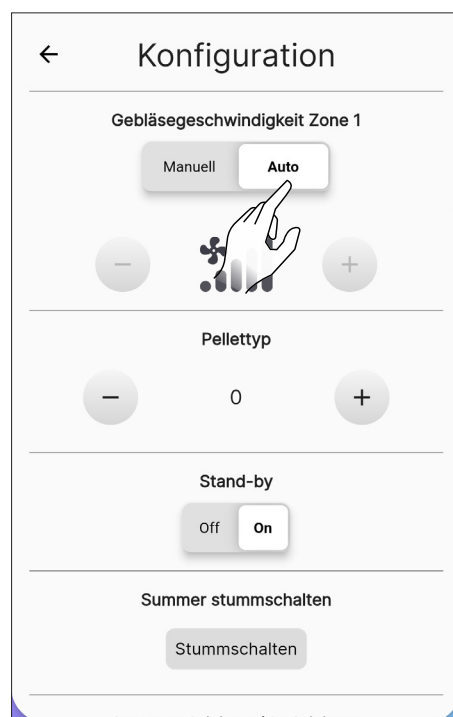 Konfiguration
Gebläsegeschwindigkeit Zone 1
Manuell Auto
Pellettyp
0
Stand-by
Off On
Summer stummschalten
Stummschalten